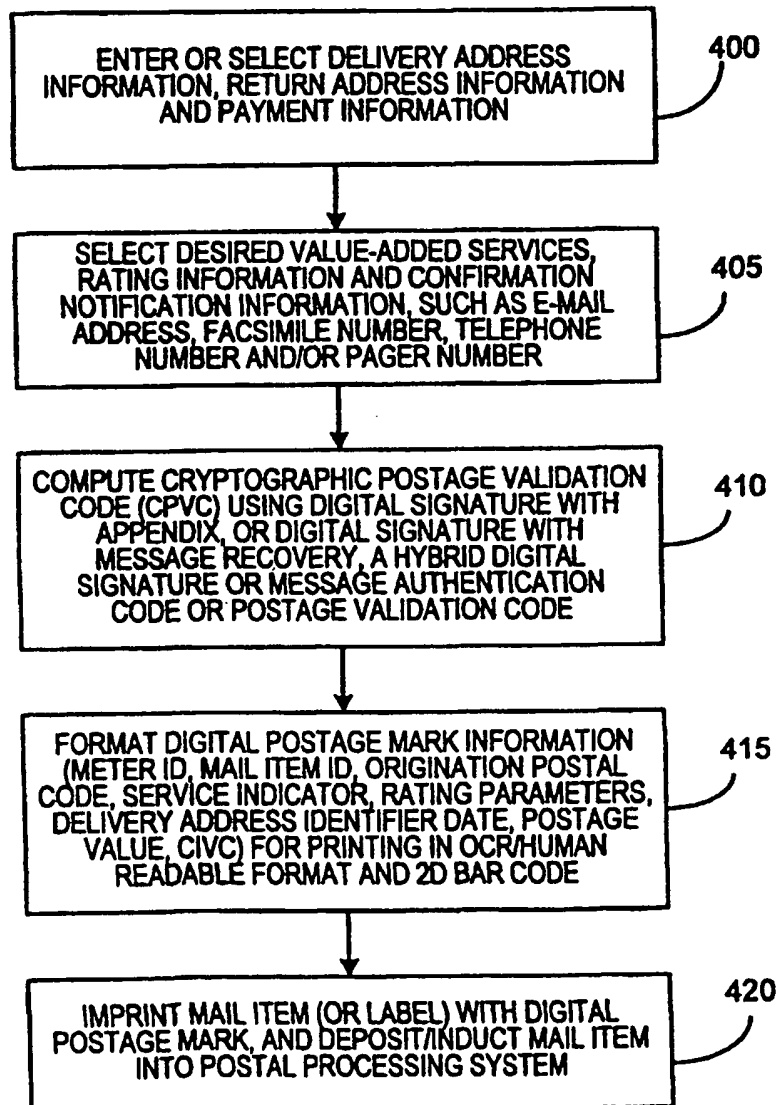 ENTER OR SELECT DELIVERY ADDRESS
INFORMATION, RETURN ADDRESS INFORMATION
AND PAYMENT INFORMATION
400
SELECT DESIRED VALUE-ADDED SERVICES,
RATING INFORMATION AND CONFIRMATION
NOTIFICATION INFORMATION, SUCH AS E-MAIL
ADDRESS, FACSIMILE NUMBER, TELEPHONE
NUMBER AND/OR PAGER NUMBER
405
COMPUTE CRYPTOGRAPHIC POSTAGE VALIDATION
CODE (CPVC) USING DIGITAL SIGNATURE WITH
APPENDIX, OR DIGITAL SIGNATURE WITH
MESSAGE RECOVERY, A HYBRID DIGITAL
SIGNATURE OR MESSAGE AUTHENTICATION
CODE OR POSTAGE VALIDATION CODE
410
FORMAT DIGITAL POSTAGE MARK INFORMATION
(METER ID, MAIL ITEM ID, ORIGINATION POSTAL
CODE, SERVICE INDICATOR, RATING PARAMETERS,
DELIVERY ADDRESS IDENTIFIER DATE, POSTAGE
VALUE, CIVC) FOR PRINTING IN OCR/HUMAN
READABLE FORMAT AND 2D BAR CODE
415
IMPRINT MAIL ITEM (OR LABEL) WITH DIGITAL
POSTAGE MARK, AND DEPOSIT/INDUCT MAIL ITEM
INTO POSTAL PROCESSING SYSTEM
420